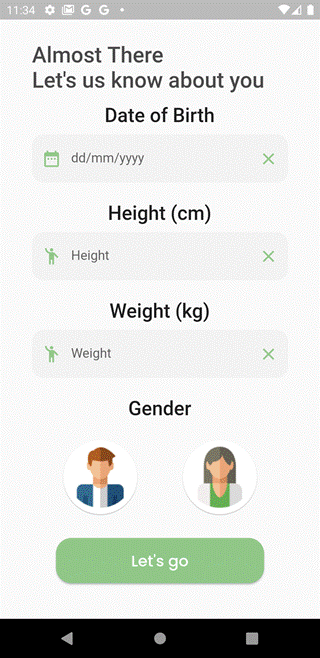 11:34
Almost There
Let's us know about you
Date of Birth
dd/mm/yyyy
Height (cm)
Height
Weight (kg)
Weight
Gender
Let's go